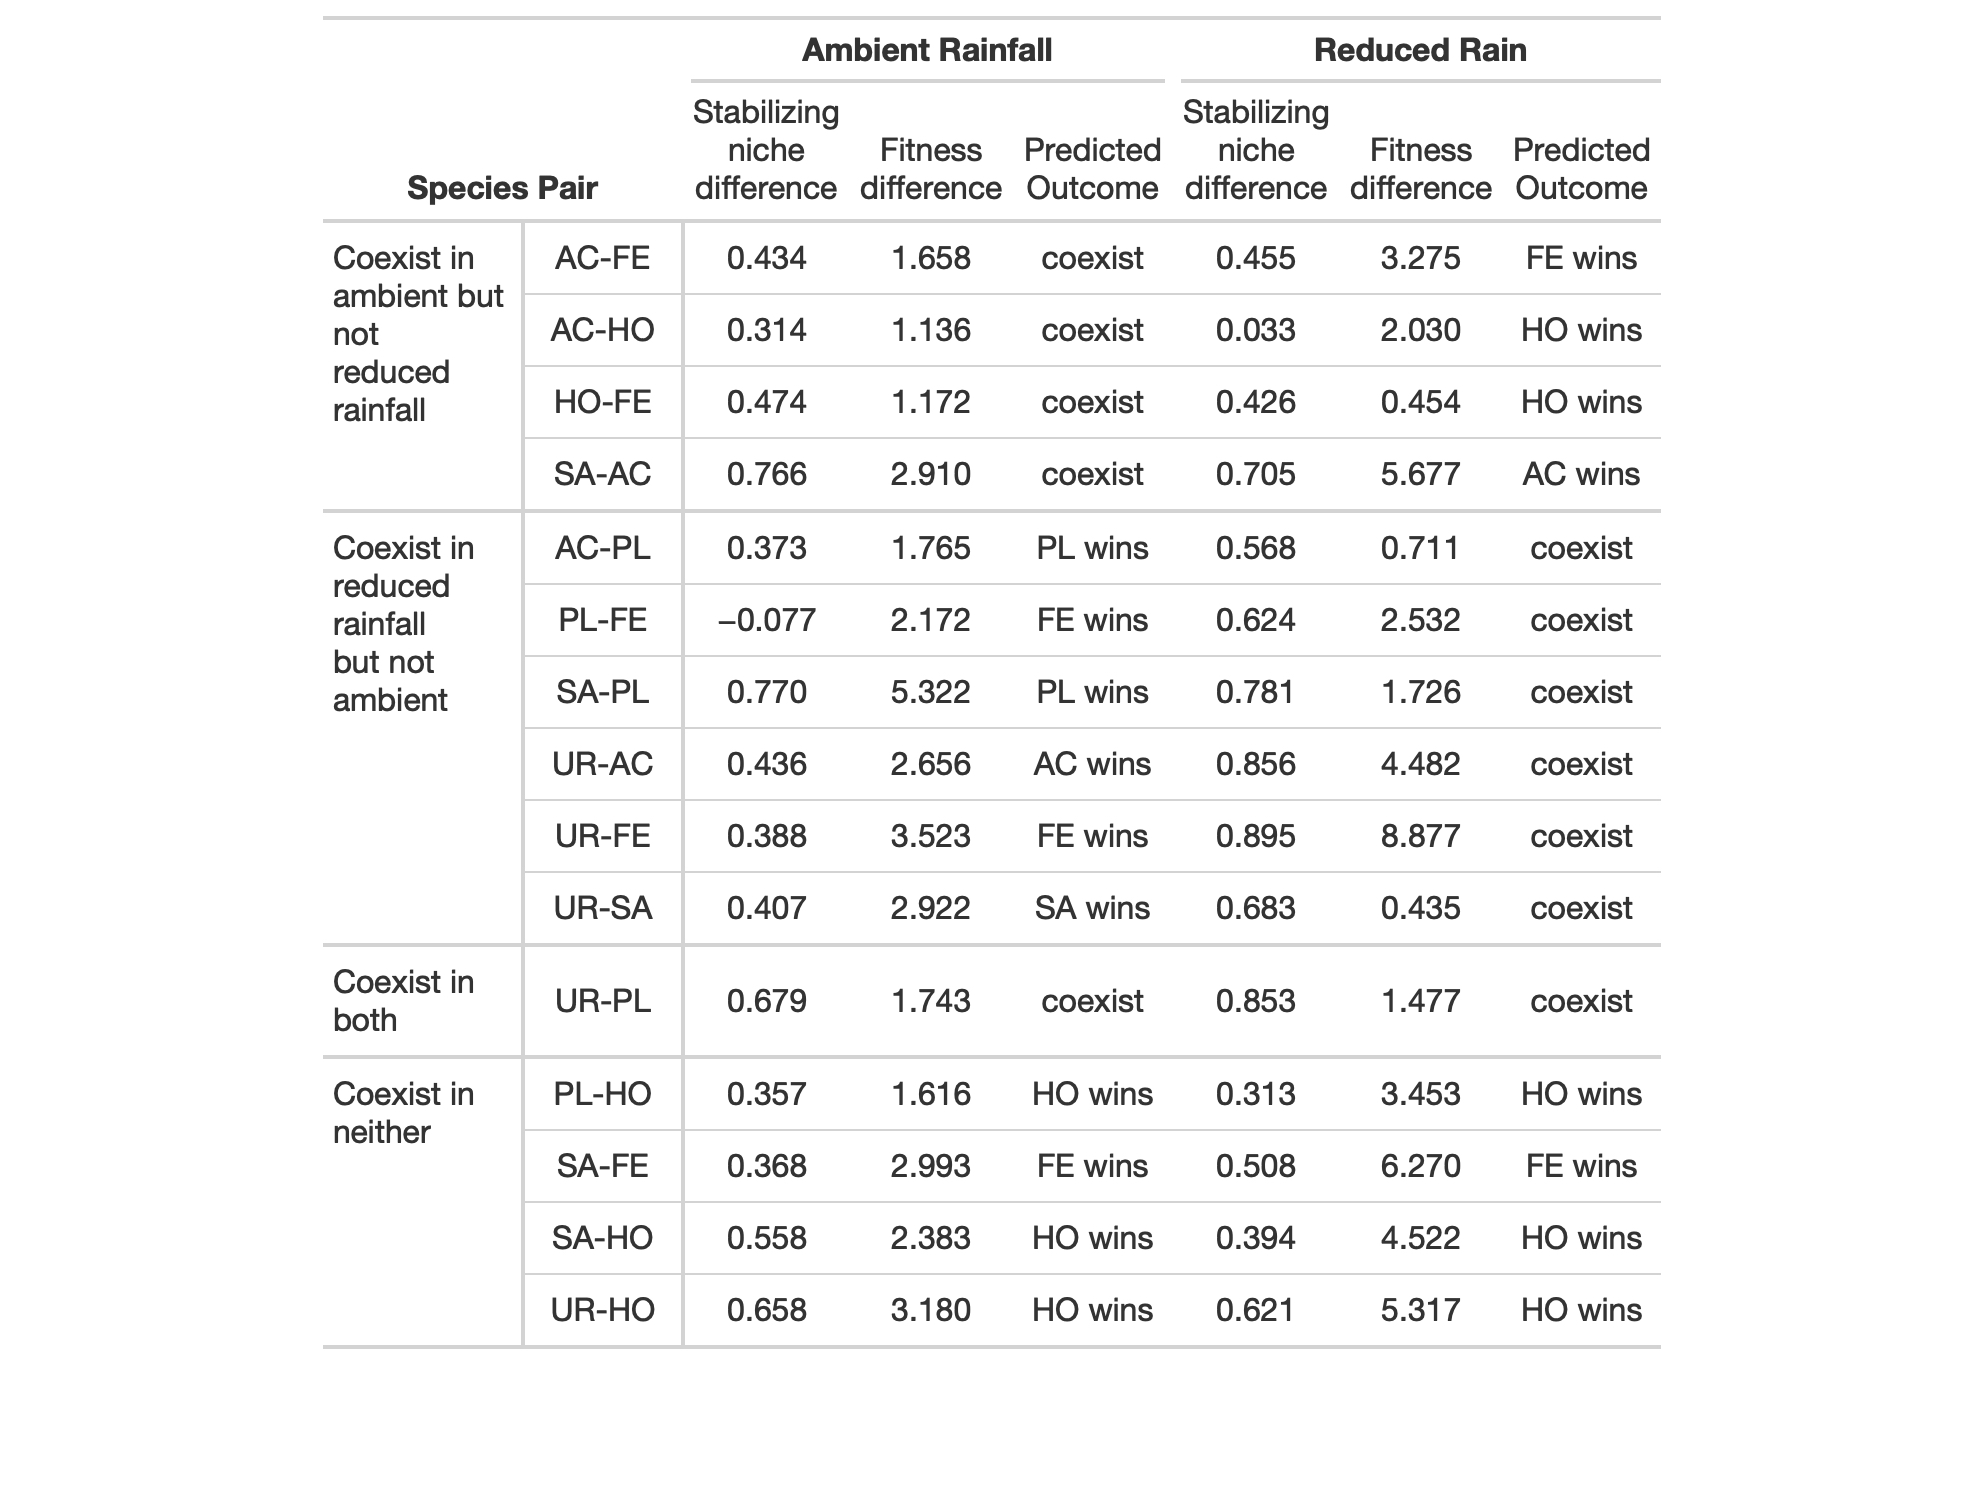 Ambient Rainfall Reduced Rain
Stabilizing Stabilizing
niche Fitness Predicted niche Fitness Predicted
Species Pair difference difference Outcome difference difference Outcome
Coexist in AC-FE 0.434 1.658 coexist 0.455 3.275 FE wins
ambient but
not AC-HO 0.314 1.136 coexist 0.033 2.030 HO wins
reduced
rainfall HO-FE 0.474 1.172 coexist 0.426 0.454 HO wins
SA-AC 0.766 2.910 coexist 0.705 5.677 AC wins
Coexist in AC-PL 0.373 1.765 PL wins 0.568 0.711 coexist
reduced
rainfall PL-FE −0.077 2.172 FE wins 0.624 2.532 coexist
but not
ambient SA-PL 0.770 5.322 PL wins 0.781 1.726 coexist
UR-AC 0.436 2.656 AC wins 0.856 4.482 coexist
UR-FE 0.388 3.523 FE wins 0.895 8.877 coexist
UR-SA 0.407 2.922 SA wins 0.683 0.435 coexist
Coexist in
both UR-PL 0.679 1.743 coexist 0.853 1.477 coexist
Coexist in PL-HO 0.357 1.616 HO wins 0.313 3.453 HO wins
neither
SA-FE 0.368 2.993 FE wins 0.508 6.270 FE wins
SA-HO 0.558 2.383 HO wins 0.394 4.522 HO wins
UR-HO 0.658 3.180 HO wins 0.621 5.317 HO wins